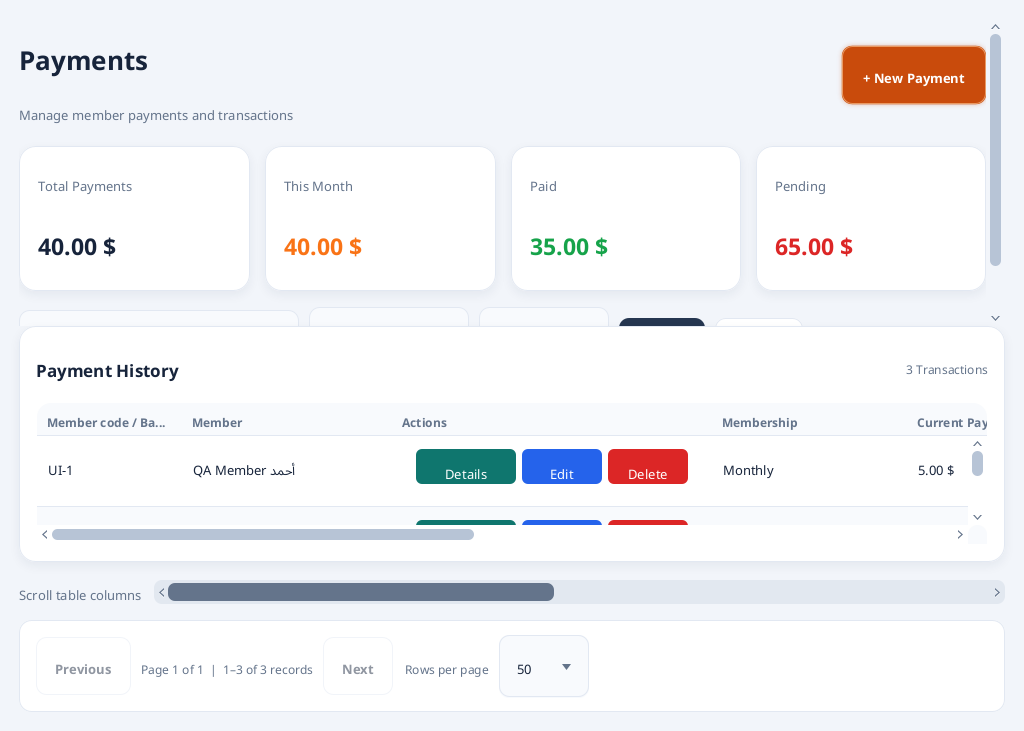 Payments
+ New Payment
Manage member payments and transactions
Total Payments
This Month
Paid
Pending
40.00 $
40.00 $
35.00 $
65.00 $
Payment History
3 Transactions
Member code / Ba...
Member
Actions
Membership
Current Pay
UI-1
QA Member أحمد
Details
Edit
Delete
Monthly
5.00 $
Scroll table columns
Previous
Page 1 of 1 | 1–3 of 3 records
Next
Rows per page
50